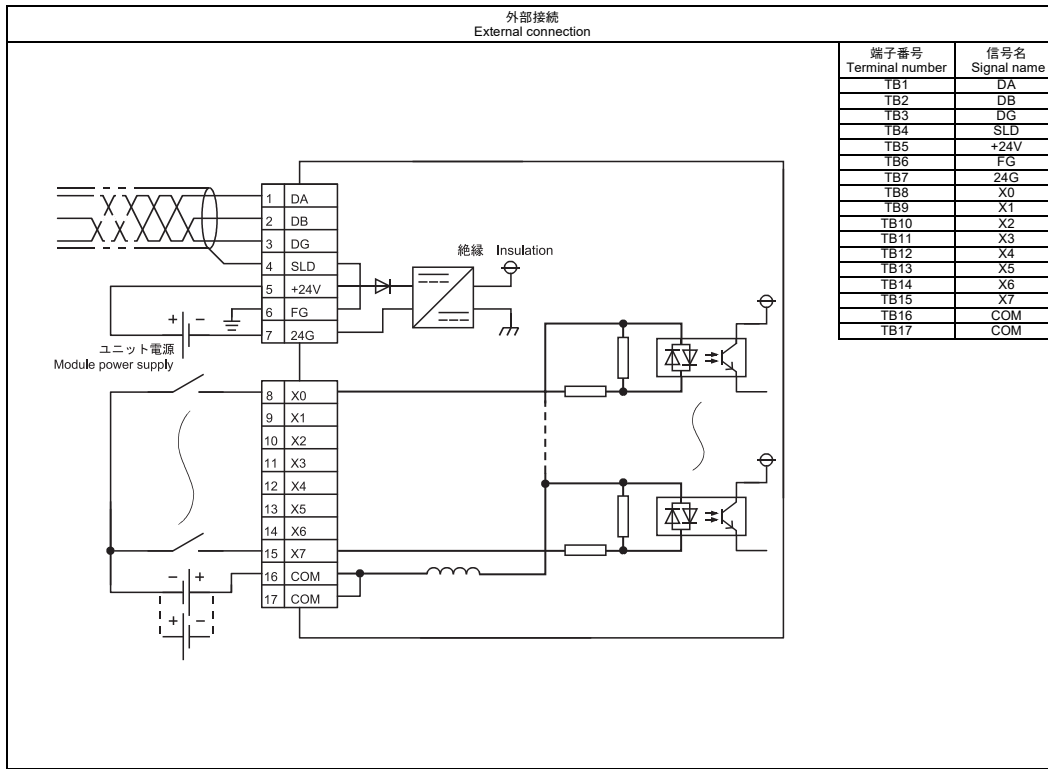 外部接続
External connection
端子番号 信号名
Terminal number Signal name
TB1 DA
TB2 DB
TB3 DG
TB4 SLD
TB5 +24V
TB6 FG
TB7 24G
TB8 X0
TB9 X1
TB10 X2
TB11 X3
TB12 X4
TB13 X5
TB14 X6
TB15 X7
TB16 COM
TB17 COM
1 DA
2 DB
3 DG
4 SLD
5 +24V
6 FG
7 24G
絶縁 Insulation
+ −
ユニット電源
Module power supply
8 X0
9 X1
10 X2
11 X3
12 X4
13 X5
14 X6
15 X7
16 COM
17 COM
− +
+ −